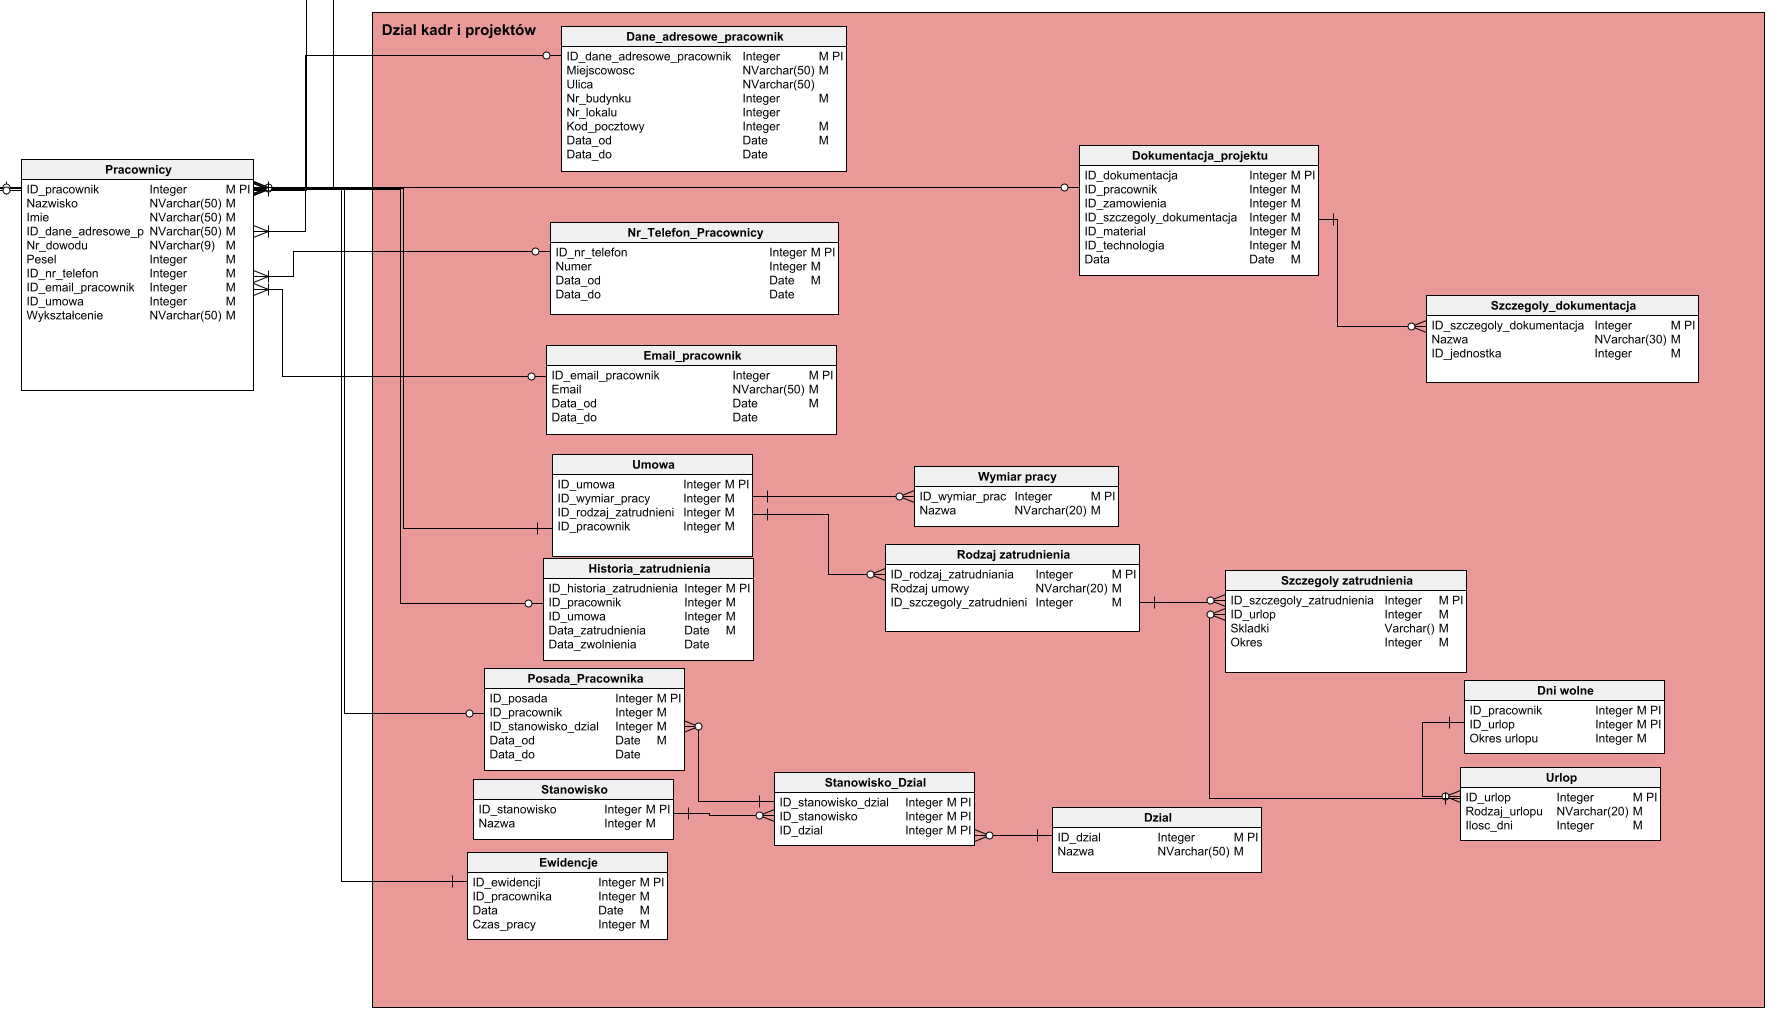 Dzial kadr i projektów
Dane_adresowe_pracownik
ID_dane_adresowe_pracownik Integer M PI
Miejscowosc NVarchar(50) M
Ulica NVarchar(50)
Nr_budynku Integer M
Nr_lokalu Integer
Kod_pocztowy Integer M
Data_od Date M
Data_do Date
Pracownicy
ID_pracownik Integer M PI
Nazwisko NVarchar(50) M
Imie NVarchar(50) M
ID_dane_adresowe_p NVarchar(50) M
Nr_dowodu NVarchar(9) M
Pesel Integer M
ID_nr_telefon Integer M
ID_email_pracownik Integer M
ID_umowa Integer M
Wykształcenie NVarchar(50) M
Dokumentacja_projektu
ID_dokumentacja Integer M PI
ID_pracownik Integer M
ID_zamowienia Integer M
ID_szczegoly_dokumentacja Integer M
ID_material Integer M
ID_technologia Integer M
Data Date M
Nr_Telefon_Pracownicy
ID_nr_telefon Integer M PI
Numer Integer M
Data_od Date M
Data_do Date
Szczegoly_dokumentacja
ID_szczegoly_dokumentacja Integer M PI
Nazwa NVarchar(30) M
ID_jednostka Integer M
Email_pracownik
ID_email_pracownik Integer M PI
Email NVarchar(50) M
Data_od Date M
Data_do Date
Umowa
ID_umowa Integer M PI
ID_wymiar_pracy Integer M
ID_rodzaj_zatrudnieni Integer M
ID_pracownik Integer M
Wymiar pracy
ID_wymiar_prac Integer M PI
Nazwa NVarchar(20) M
Rodzaj zatrudnienia
ID_rodzaj_zatrudniania Integer M PI
Rodzaj umowy NVarchar(20) M
ID_szczegoly_zatrudnieni Integer M
Historia_zatrudnienia
ID_historia_zatrudnienia Integer M PI
ID_pracownik Integer M
ID_umowa Integer M
Data_zatrudnienia Date M
Data_zwolnienia Date
Szczegoly zatrudnienia
ID_szczegoly_zatrudnienia Integer M PI
ID_urlop Integer M
Skladki Varchar() M
Okres Integer M
Posada_Pracownika
ID_posada Integer M PI
ID_pracownik Integer M
ID_stanowisko_dzial Integer M
Data_od Date M
Data_do Date
Dni wolne
ID_pracownik Integer M PI
ID_urlop Integer M PI
Okres urlopu Integer M
Urlop
ID_urlop Integer M PI
Rodzaj_urlopu NVarchar(20) M
Ilosc_dni Integer M
Stanowisko
ID_stanowisko Integer M PI
Nazwa Integer M
Stanowisko_Dzial
ID_stanowisko_dzial Integer M PI
ID_stanowisko Integer M PI
ID_dzial Integer M PI
Dzial
ID_dzial Integer M PI
Nazwa NVarchar(50) M
Ewidencje
ID_ewidencji Integer M PI
ID_pracownika Integer M
Data Date M
Czas_pracy Integer M